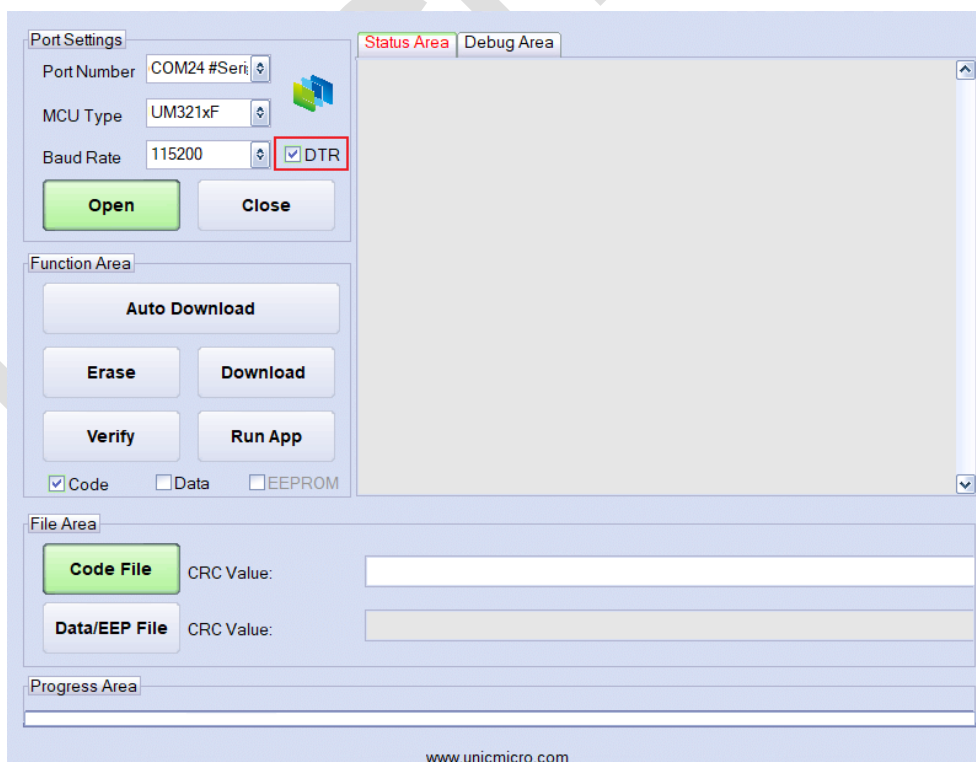 Port Settings
Port Number COM24 #Seri
MCU Type UM321xF
Baud Rate 115200 DTR
Open Close
Function Area
Auto Download
Erase Download
Verify Run App
Code Data EEPROM
Status Area Debug Area
File Area
Code File CRC Value:
Data/EEP File CRC Value:
Progress Area
www.unicmicro.com